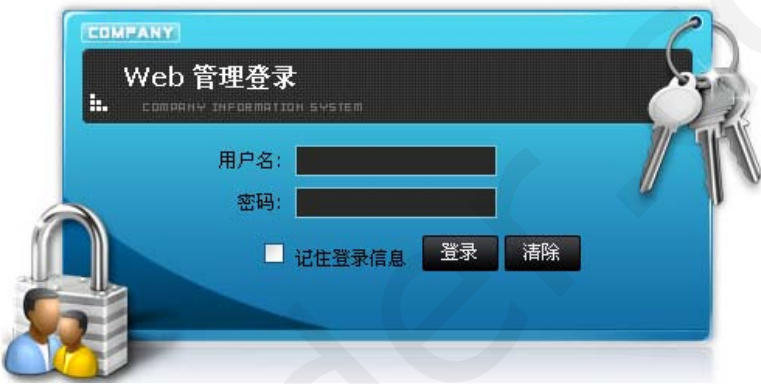 COMPANY
Web 管理登录
COMPANY INFORMATION SYSTEM
用户名:
密码:
记住登录信息 登录 清除